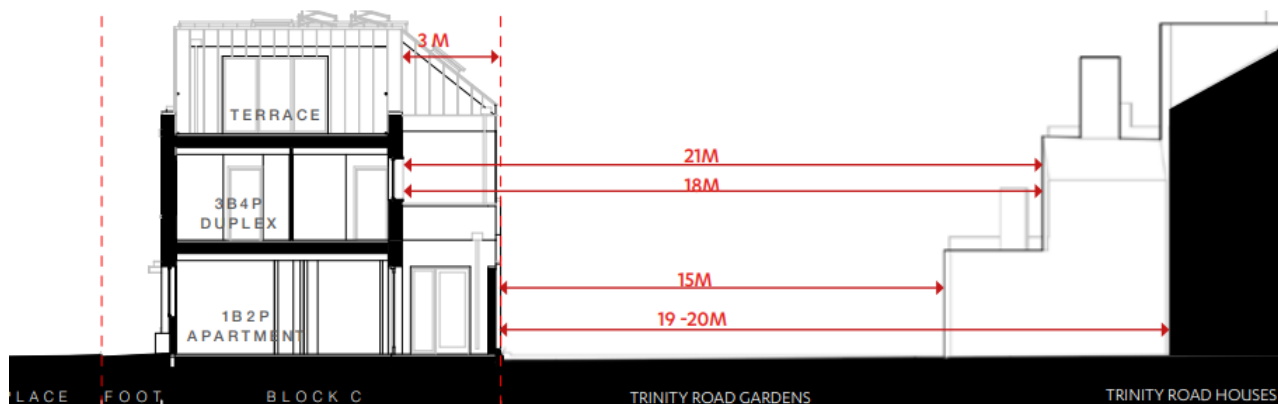 3 M
TERRACE
21M
18M
3B4P
DUPLEX
15M
1B2P
APARTMENT
19 -20M
LACE
FOOT
BLOCK C
TRINITY ROAD GARDENS
TRINITY ROAD HOUSES